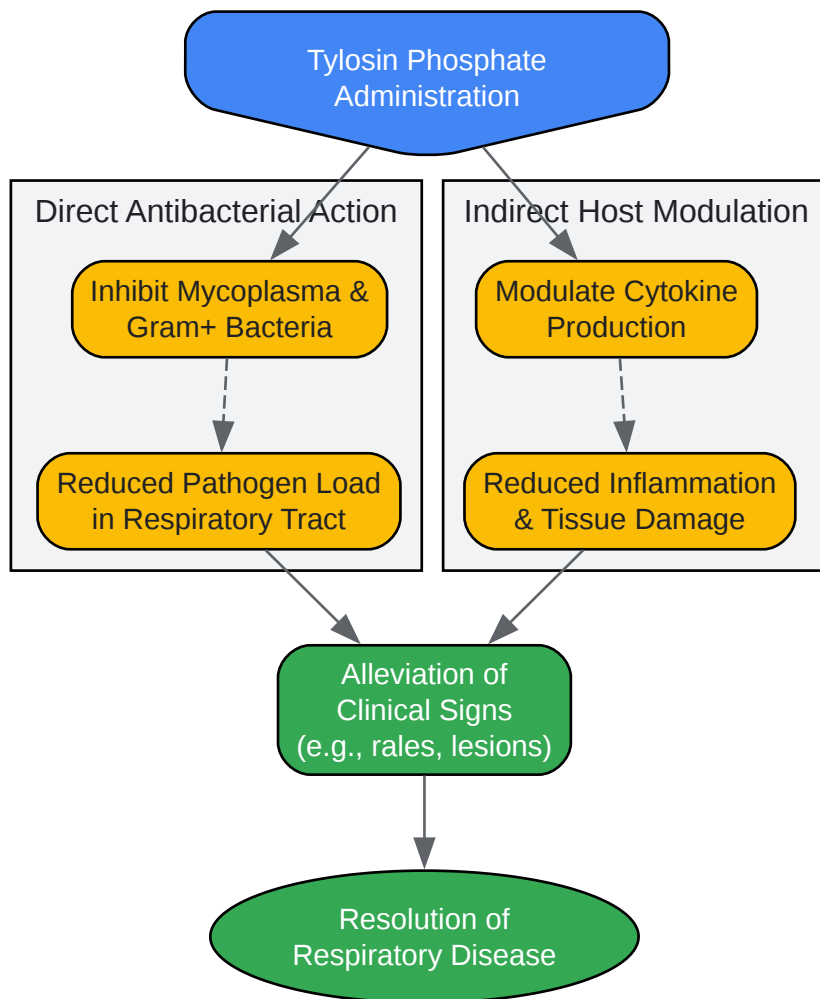 Tylosin Phosphate
Administration
Direct Antibacterial Action
Indirect Host Modulation
Inhibit Mycoplasma &
Gram+ Bacteria
Modulate Cytokine
Production
Reduced Pathogen Load
in Respiratory Tract
Reduced Inflammation
& Tissue Damage
Alleviation of
Clinical Signs
(e.g., rales, lesions)
Resolution of
Respiratory Disease